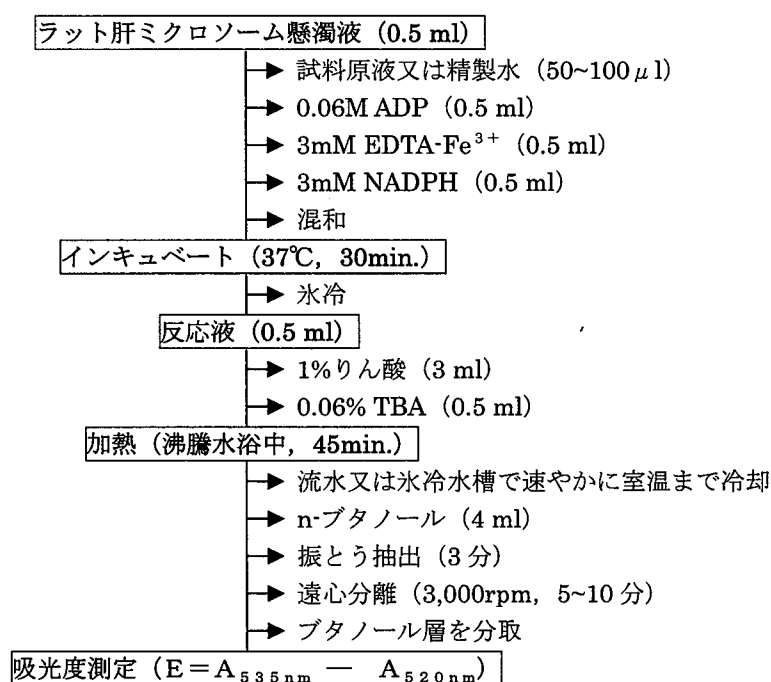 ラット肝ミクロソーム懸濁液（0.5 ml）
試料原液又は精製水（50~100μl）
0.06M ADP（0.5 ml）
3mM EDTA-Fe³⁺（0.5 ml）
3mM NADPH（0.5 ml）
混和
インキュベート（37℃, 30min.）
氷冷
反応液（0.5 ml）
1%りん酸（3 ml）
0.06% TBA（0.5 ml）
加熱（沸騰水浴中, 45min.）
流水又は氷冷水槽で速やかに室温まで冷却
n-ブタノール（4 ml）
振とう抽出（3 分）
遠心分離（3,000rpm, 5~10 分）
ブタノール層を分取
吸光度測定（E＝A₅₃₅ₙₘ ― A₅₂₀ₙₘ）